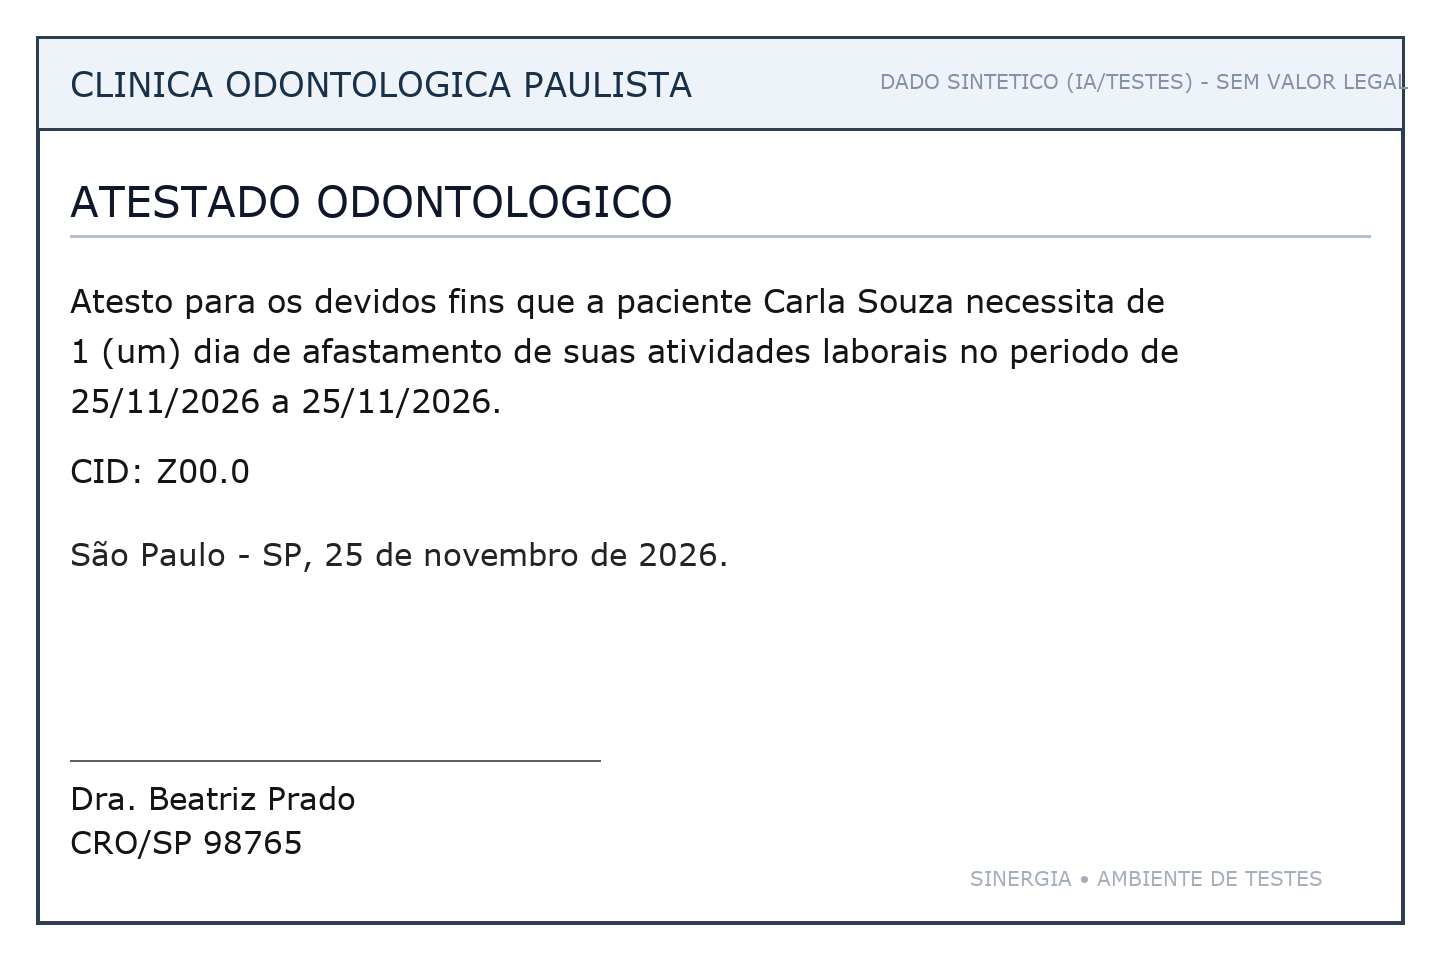 CLINICA ODONTOLOGICA PAULISTA
DADO SINTETICO (IA/TESTES) - SEM VALOR LEGAL
ATESTADO ODONTOLOGICO
Atesto para os devidos fins que a paciente Carla Souza necessita de
1 (um) dia de afastamento de suas atividades laborais no periodo de
25/11/2026 a 25/11/2026.
CID: Z00.0
São Paulo - SP, 25 de novembro de 2026.
Dra. Beatriz Prado
CRO/SP 98765
SINERGIA • AMBIENTE DE TESTES